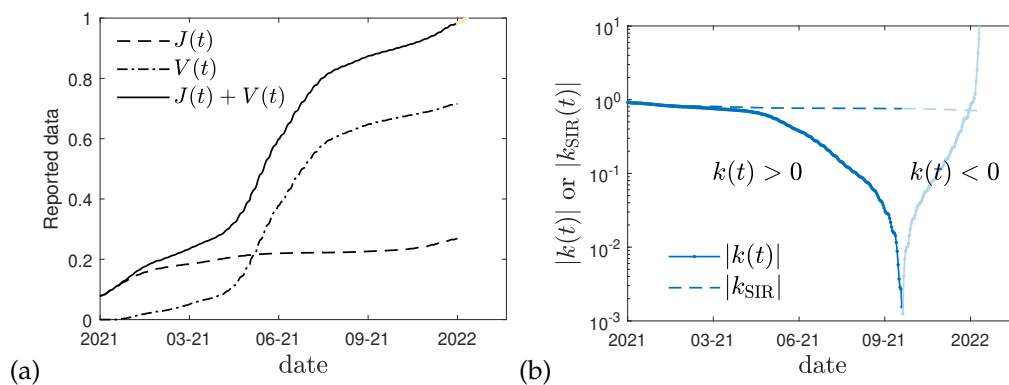 1
0.8
0.6
0.4
0.2
0
Reported data
J(t)
V(t)
J(t) + V(t)
2021 03-21 06-21 09-21 2022
date
(a)
10^1
10^0
10^-1
10^-2
10^-3
|k(t)| or |k_SIR(t)|
k(t) > 0
k(t) < 0
|k(t)|
|k_SIR|
2021 03-21 06-21 09-21 2022
date
(b)